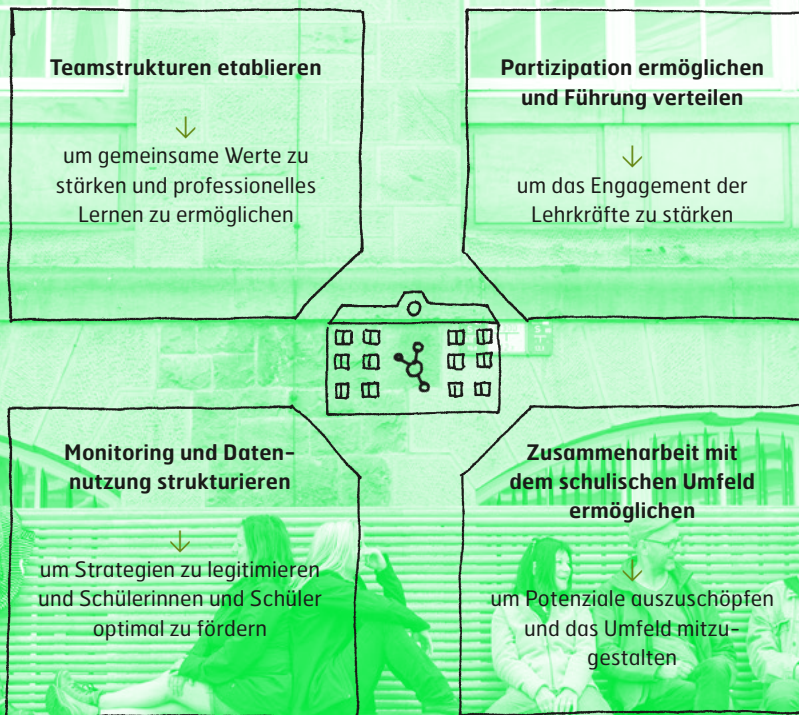 Teamstrukturen etablieren
↓
um gemeinsame Werte zu
stärken und professionelles
Lernen zu ermöglichen
Partizipation ermöglichen
und Führung verteilen
↓
um das Engagement der
Lehrkräfte zu stärken
Monitoring und Daten-
nutzung strukturieren
↓
um Strategien zu legitimieren
und Schülerinnen und Schüler
optimal zu fördern
Zusammenarbeit mit
dem schulischen Umfeld
ermöglichen
↓
um Potenziale auszuschöpfen
und das Umfeld mitzu-
gestalten